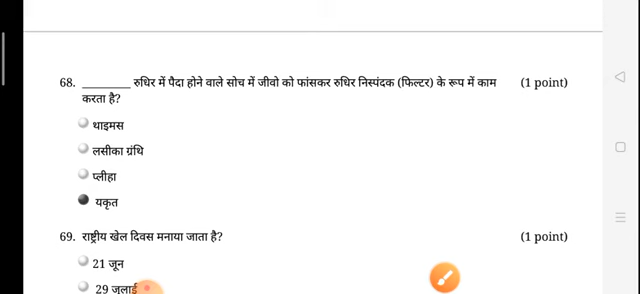 68. ________ रुधिर में पैदा होने वाले सोच में जीवो को फांसकर रुधिर निस्पंदक (फिल्टर) के रूप में काम (1 point)
करता है?
थाइमस
लसीका ग्रंथि
प्लीहा
यकृत
69. राष्ट्रीय खेल दिवस मनाया जाता है? (1 point)
21 जून
29 जुलाई